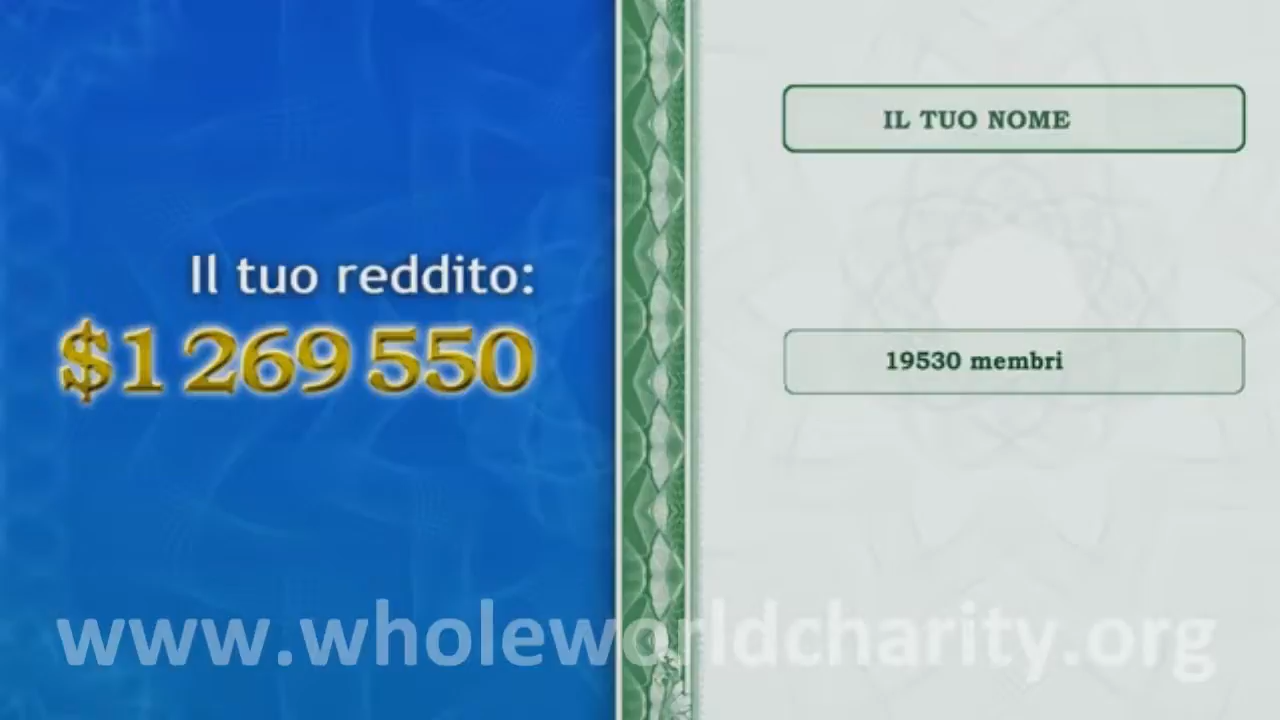 Il tuo reddito:
$1 269 550
IL TUO NOME
19530 membri
www.wholeworldcharity.org